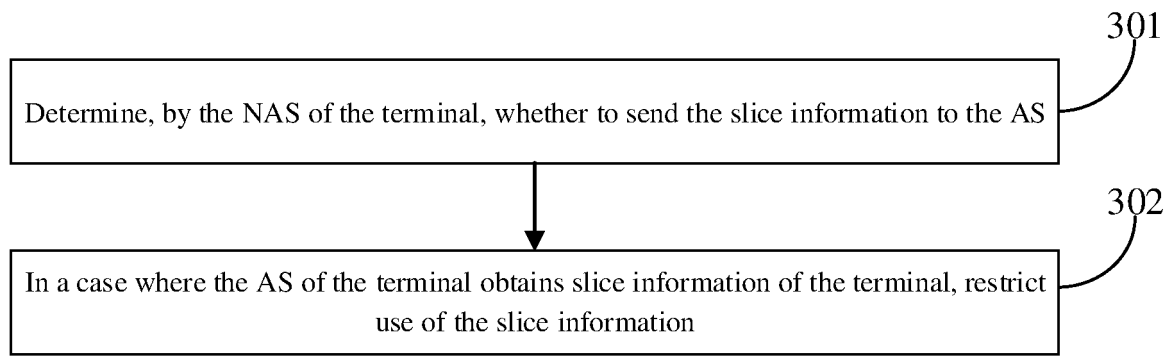 301
Determine, by the NAS of the terminal, whether to send the slice information to the AS
302
In a case where the AS of the terminal obtains slice information of the terminal, restrict
use of the slice information